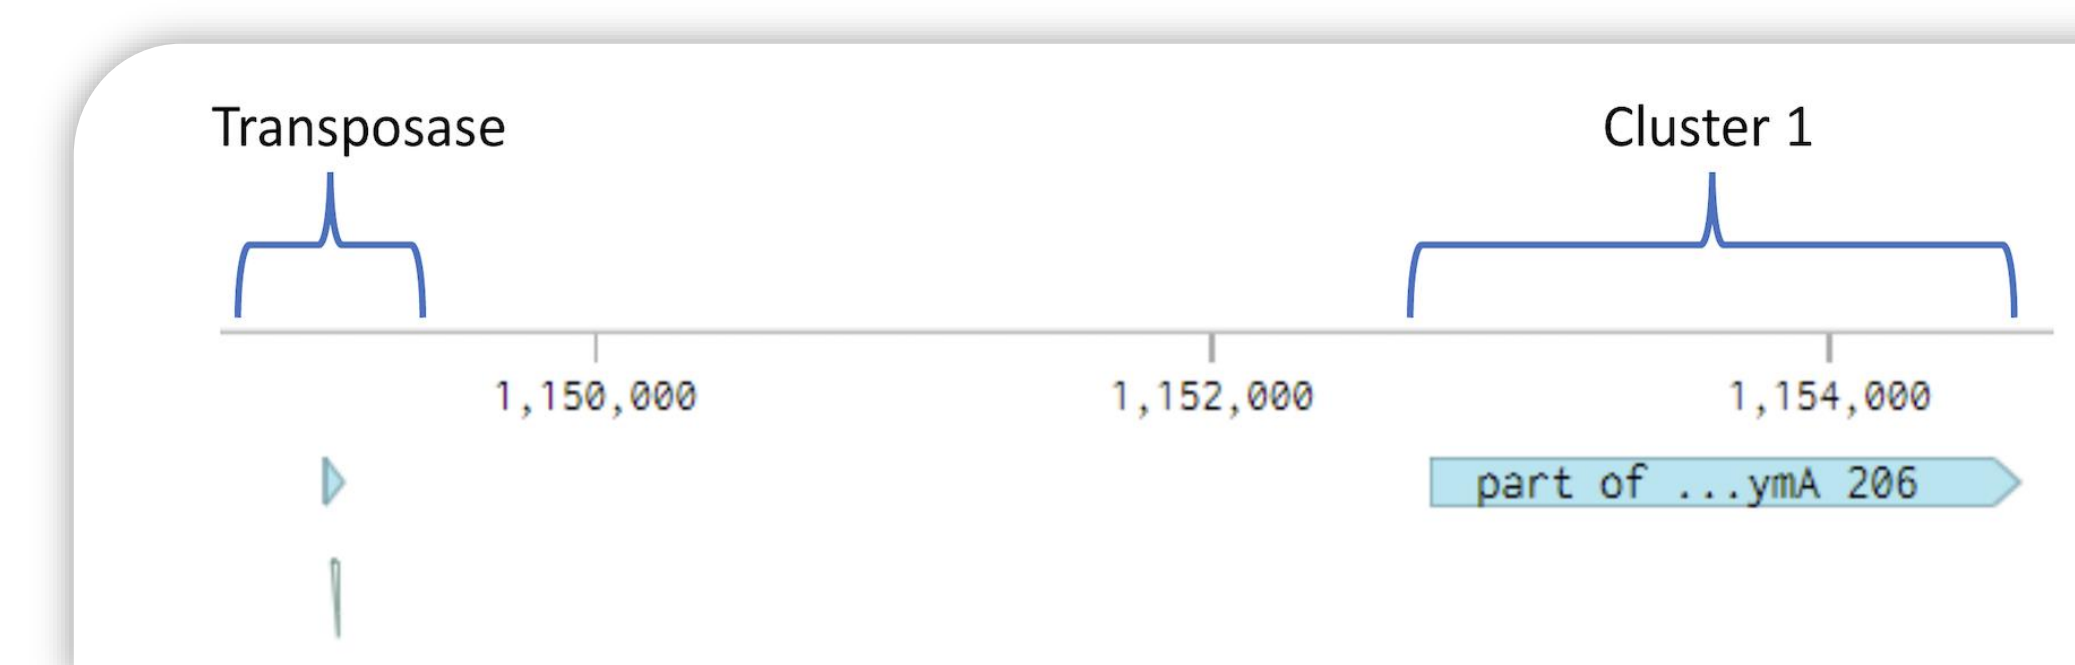 Transposase
Cluster 1
1,150,000
1,152,000
1,154,000
part of ...ymA 206